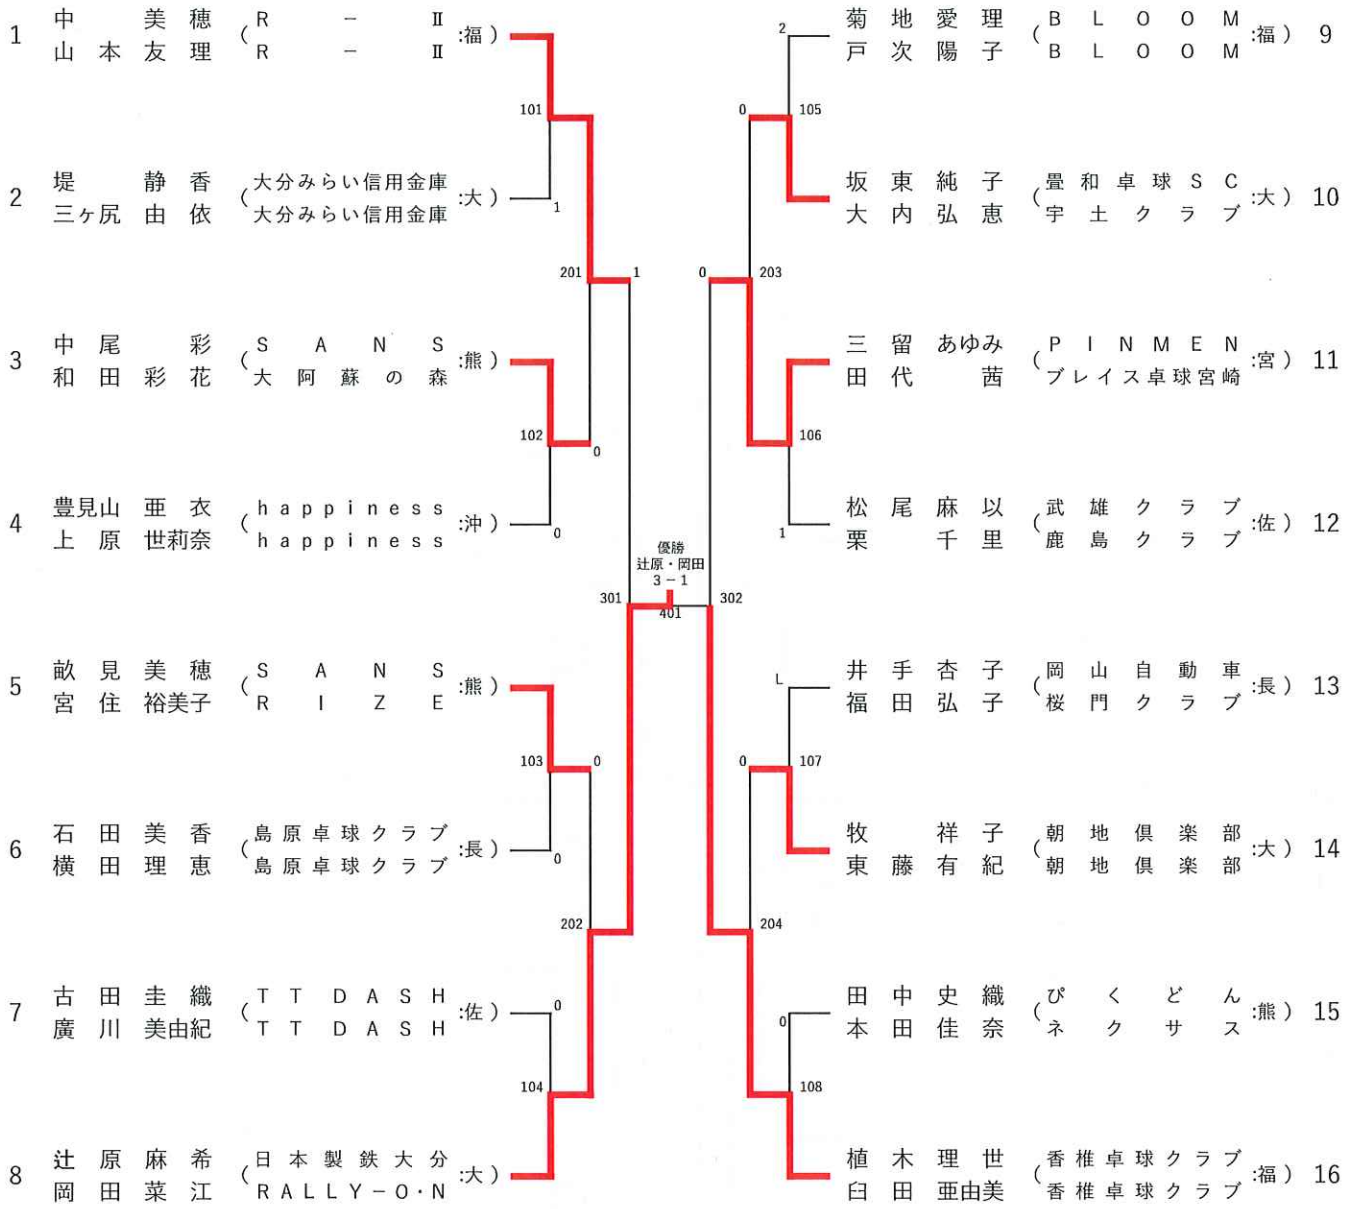 1 中 美穂 (R － Ⅱ :福)
山本友理 R － Ⅱ
101
2 堤 静香 (大分みらい信用金庫 :大)
三ヶ尻 由依 大分みらい信用金庫
1
201
1
3 中尾 彩 (S A N S :熊)
和田彩花 大阿蘇の森
102
0
4 豊見山 亜衣 (happiness :沖)
上原 世莉奈 happiness
0
301
5 畝見美穂 (S A N S :熊)
宮住 裕美子 R I Z E
103
0
6 石田美香 (島原卓球クラブ :長)
横田理恵 島原卓球クラブ
0
202
7 古田圭織 (T T D A S H :佐)
廣川 美由紀 T T D A S H
0
104
8 辻原麻希 (日本製鉄大分 :大)
岡田菜江 RALLY－O・N
優勝
辻原・岡田
3－1
401
2
菊地愛理 (B L O O M :福) 9
戸次陽子 B L O O M
0
105
坂東純子 (畳和卓球SC :大) 10
大内弘恵 宇土クラブ
0
203
三留 あゆみ (P I N M E N :宮) 11
田代 茜 ブレイス卓球宮崎
106
松尾麻以 (武雄クラブ :佐) 12
栗 千里 鹿島クラブ
1
302
L
井手杏子 (岡山自動車 :長) 13
福田弘子 桜門クラブ
0
107
牧 祥子 (朝地倶楽部 :大) 14
東藤有紀 朝地倶楽部
204
田中史織 (ぴくどん :熊) 15
本田佳奈 ネクサス
0
108
植木理世 (香椎卓球クラブ :福) 16
臼田 亜由美 香椎卓球クラブ